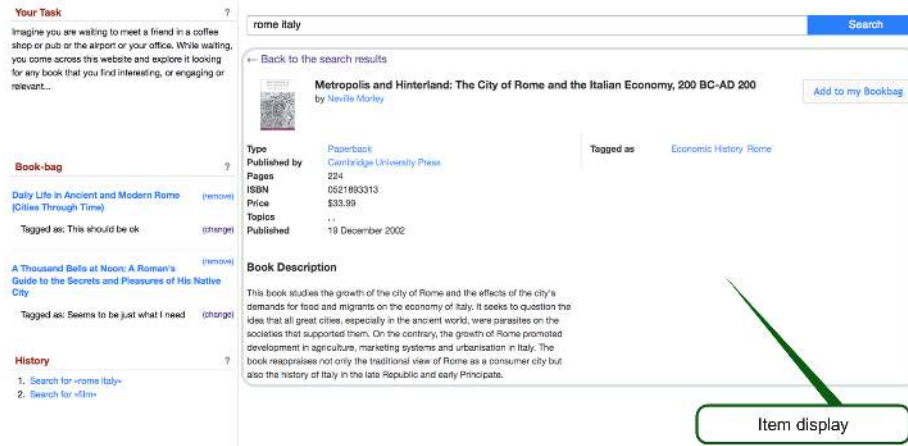 Your Task ?
Imagine you are waiting to meet a friend in a coffee
shop or pub or the airport or your office. While waiting,
you come across this website and explore it looking
for any book that you find interesting, or engaging or
relevant...
Book-bag ?
Daily Life in Ancient and Modern Rome (remove)
(Cities Through Time)
Tagged as: This should be ok (change)
A Thousand Bells at Noon: A Roman's (remove)
Guide to the Secrets and Pleasures of His Native
City
Tagged as: Seems to be just what I need (change)
History ?
1. Search for »rome italy«
2. Search for »film«
rome italy Search
← Back to the search results
Metropolis and Hinterland: The City of Rome and the Italian Economy, 200 BC-AD 200
by Neville Morley
Add to my Bookbag
Type Paperback
Published by Cambridge University Press
Pages 224
ISBN 0521893313
Price $33.99
Topics , ,
Published 19 December 2002
Tagged as Economic History Rome
Book Description
This book studies the growth of the city of Rome and the effects of the city's
demands for food and migrants on the economy of Italy. It seeks to question the
idea that all great cities, especially in the ancient world, were parasites on the
societies that supported them. On the contrary, the growth of Rome promoted
development in agriculture, marketing systems and urbanisation in Italy. The
book reappraises not only the traditional view of Rome as a consumer city but
also the history of Italy in the late Republic and early Principate.
Item display